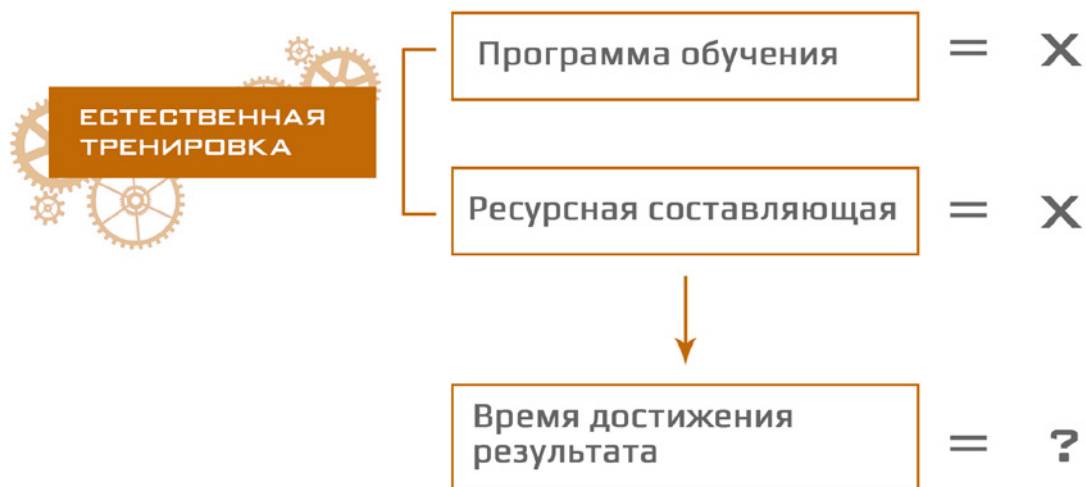 Программа обучения = X
ЕСТЕСТВЕННАЯ
ТРЕНИРОВКА
Ресурсная составляющая = X
Время достижения
результата = ?